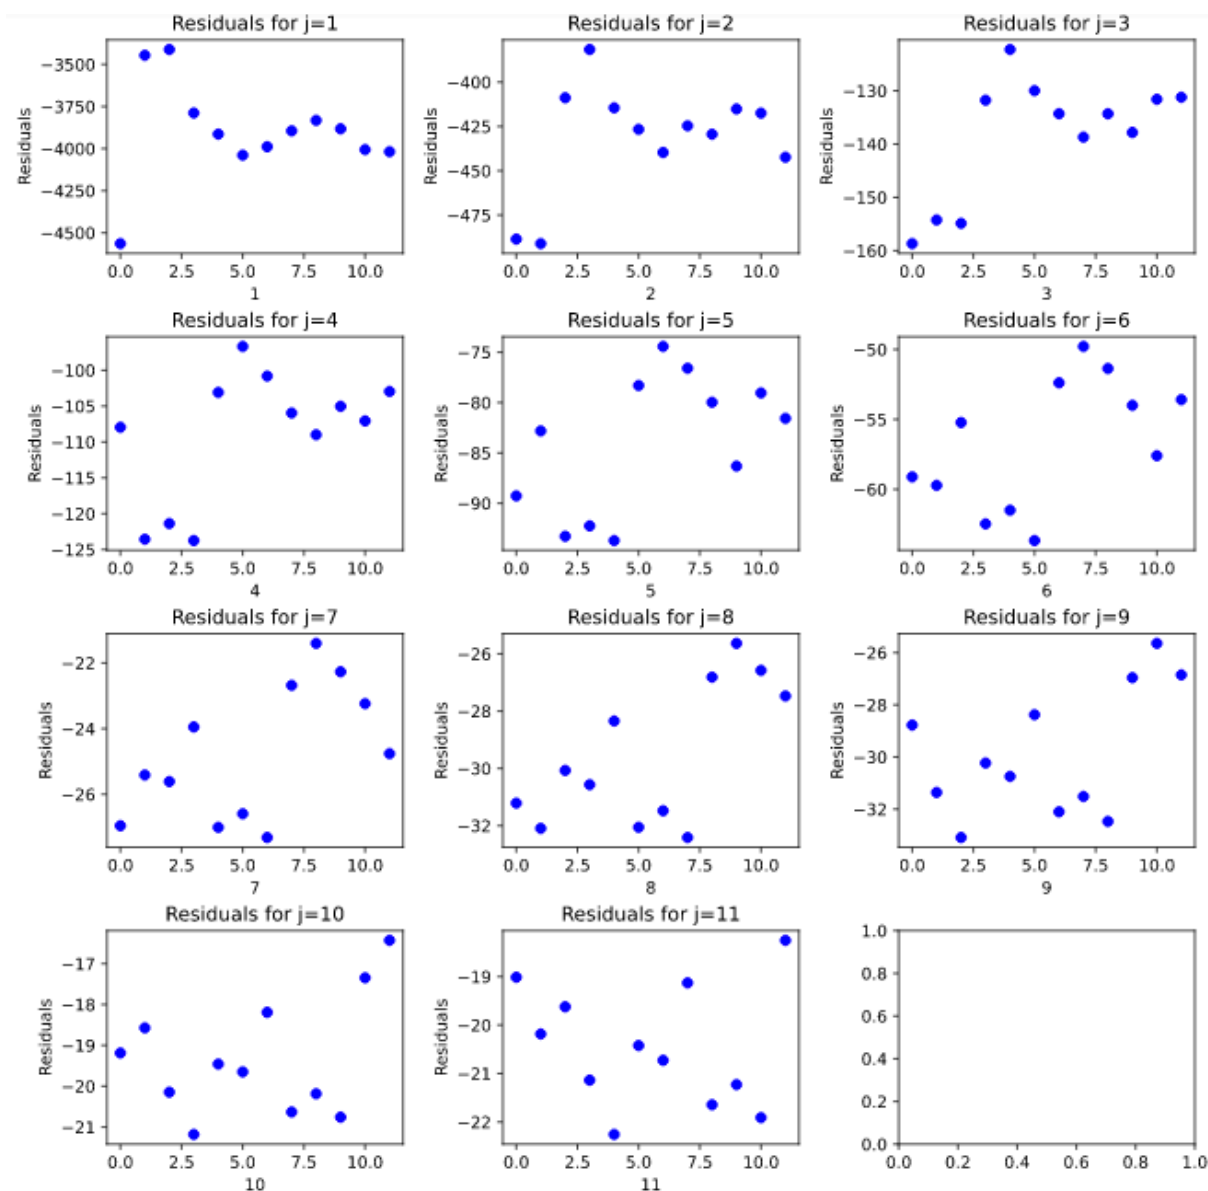 Residuals for j=1
Residuals
−3500
−3750
−4000
−4250
−4500
0.0 2.5 5.0 7.5 10.0
1
Residuals for j=2
Residuals
−400
−425
−450
−475
0.0 2.5 5.0 7.5 10.0
2
Residuals for j=3
Residuals
−130
−140
−150
−160
0.0 2.5 5.0 7.5 10.0
3
Residuals for j=4
Residuals
−100
−105
−110
−115
−120
−125
0.0 2.5 5.0 7.5 10.0
4
Residuals for j=5
Residuals
−75
−80
−85
−90
0.0 2.5 5.0 7.5 10.0
5
Residuals for j=6
Residuals
−50
−55
−60
0.0 2.5 5.0 7.5 10.0
6
Residuals for j=7
Residuals
−22
−24
−26
0.0 2.5 5.0 7.5 10.0
7
Residuals for j=8
Residuals
−26
−28
−30
−32
0.0 2.5 5.0 7.5 10.0
8
Residuals for j=9
Residuals
−26
−28
−30
−32
0.0 2.5 5.0 7.5 10.0
9
Residuals for j=10
Residuals
−17
−18
−19
−20
−21
0.0 2.5 5.0 7.5 10.0
10
Residuals for j=11
Residuals
−19
−20
−21
−22
0.0 2.5 5.0 7.5 10.0
11
1.0
0.8
0.6
0.4
0.2
0.0
0.0 0.2 0.4 0.6 0.8 1.0